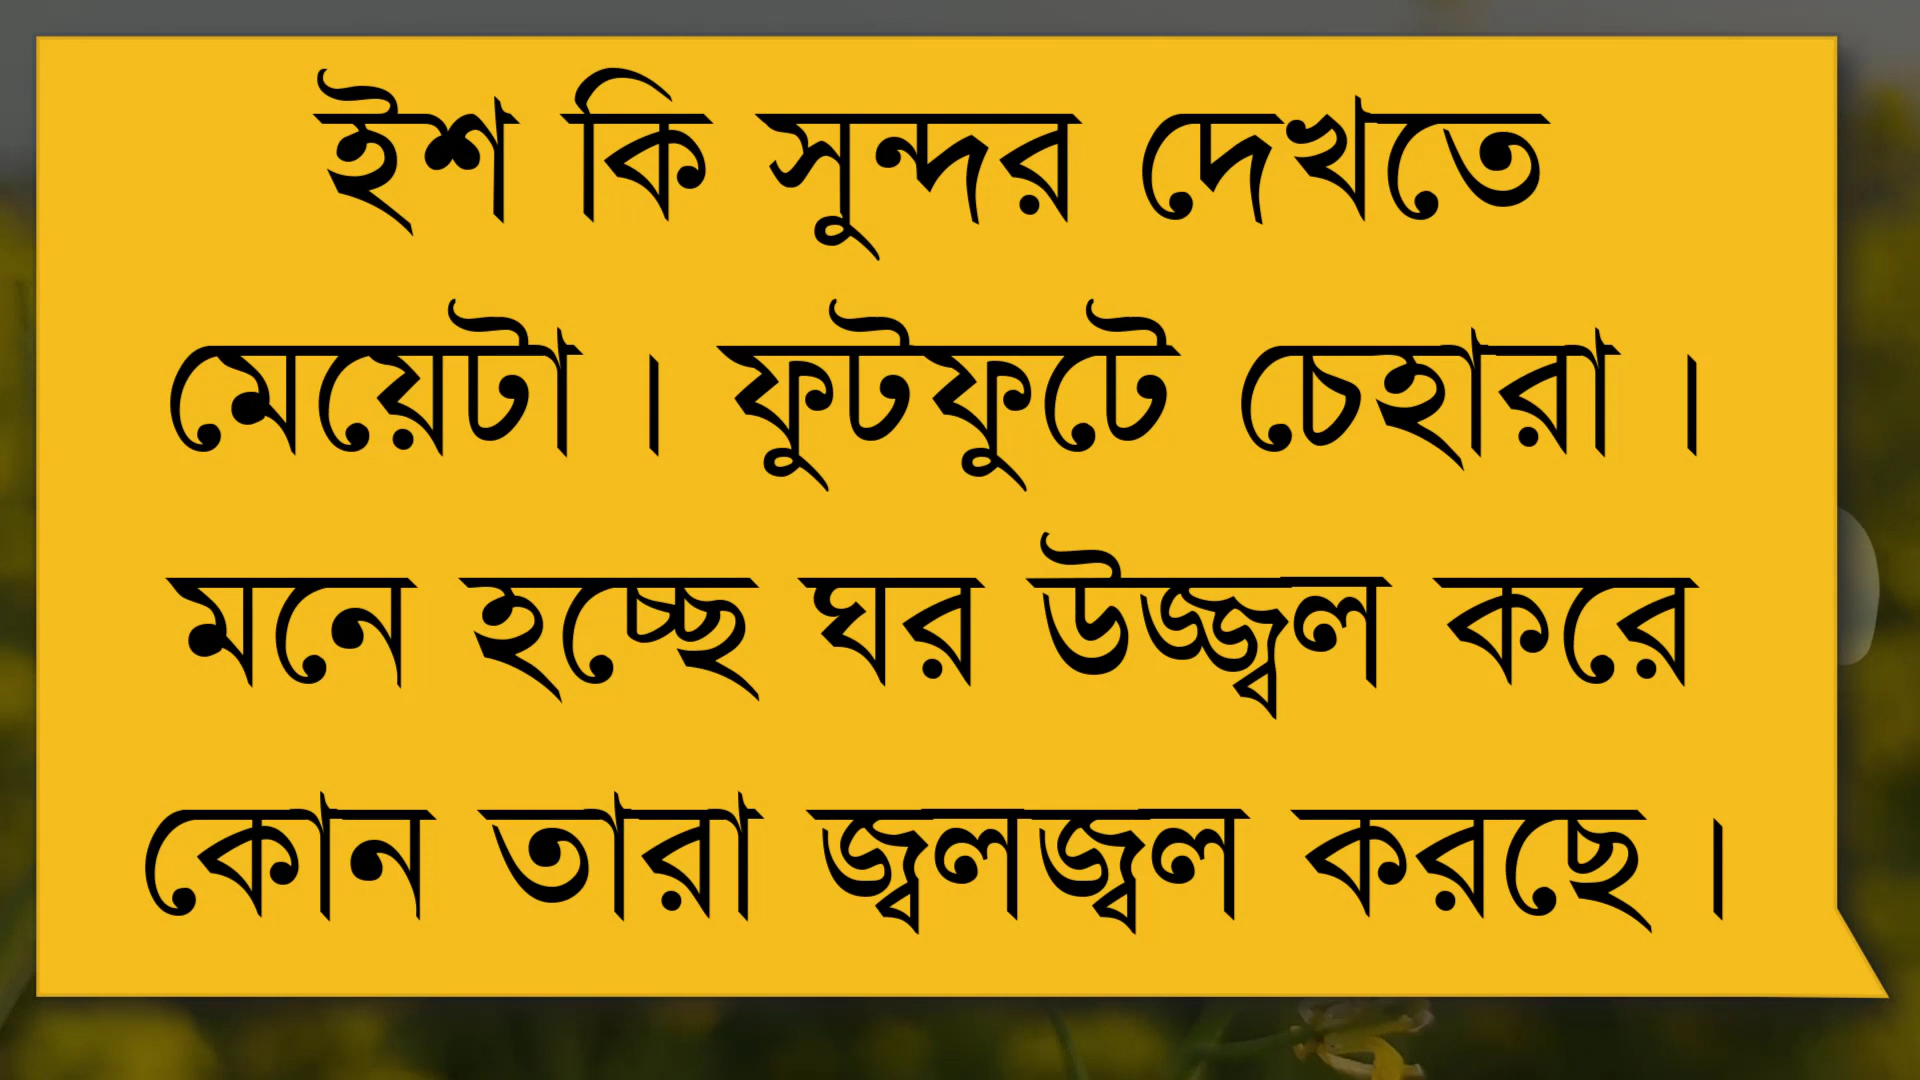 ইশ কি সুন্দর দেখতে
মেয়েটা । ফুটফুটে চেহারা ।
মনে হচ্ছে ঘর উজ্জ্বল করে
কোন তারা জ্বলজ্বল করছে ।